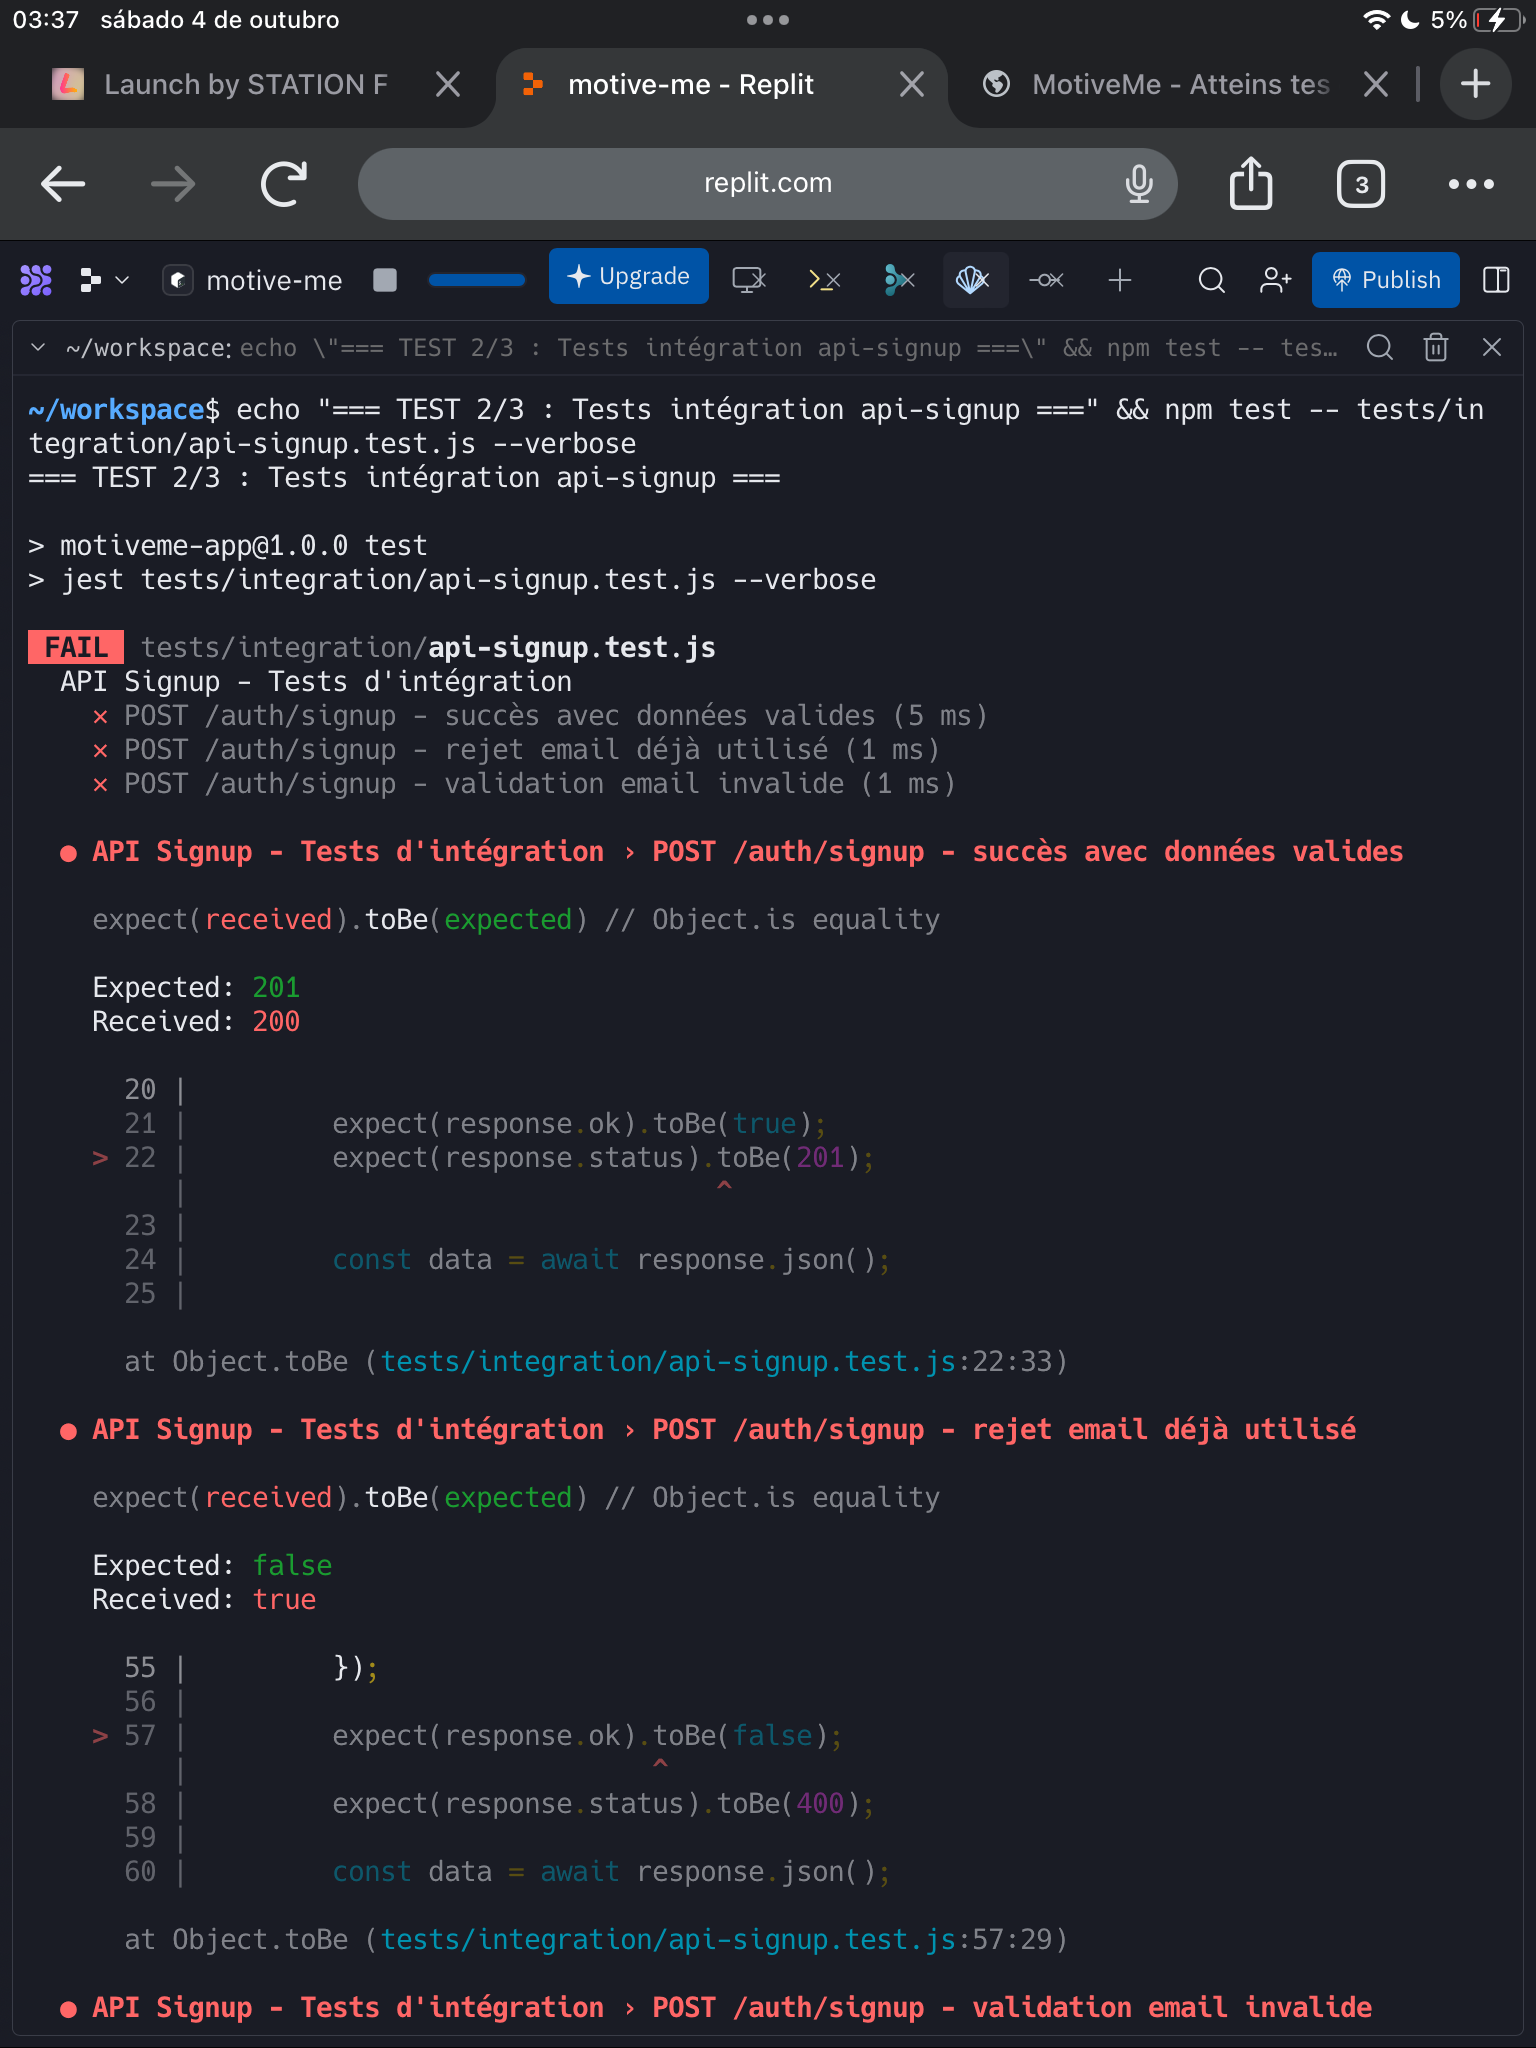 03:37 sábado 4 de outubro
5%
Launch by STATION F
motive-me - Replit
MotiveMe - Atteins tes
replit.com
3
motive-me
Upgrade
Publish
~/workspace: echo \"=== TEST 2/3 : Tests intégration api-signup ===\" && npm test -- tes…
~/workspace$ echo "=== TEST 2/3 : Tests intégration api-signup ===" && npm test -- tests/in
tegration/api-signup.test.js --verbose
=== TEST 2/3 : Tests intégration api-signup ===
> motiveme-app@1.0.0 test
> jest tests/integration/api-signup.test.js --verbose
FAIL tests/integration/api-signup.test.js
API Signup - Tests d'intégration
× POST /auth/signup - succès avec données valides (5 ms)
× POST /auth/signup - rejet email déjà utilisé (1 ms)
× POST /auth/signup - validation email invalide (1 ms)
● API Signup - Tests d'intégration › POST /auth/signup - succès avec données valides
expect(received).toBe(expected) // Object.is equality
Expected: 201
Received: 200
20 |
21 | expect(response.ok).toBe(true);
> 22 | expect(response.status).toBe(201);
| ^
23 |
24 | const data = await response.json();
25 |
at Object.toBe (tests/integration/api-signup.test.js:22:33)
● API Signup - Tests d'intégration › POST /auth/signup - rejet email déjà utilisé
expect(received).toBe(expected) // Object.is equality
Expected: false
Received: true
55 | });
56 |
> 57 | expect(response.ok).toBe(false);
| ^
58 | expect(response.status).toBe(400);
59 |
60 | const data = await response.json();
at Object.toBe (tests/integration/api-signup.test.js:57:29)
● API Signup - Tests d'intégration › POST /auth/signup - validation email invalide